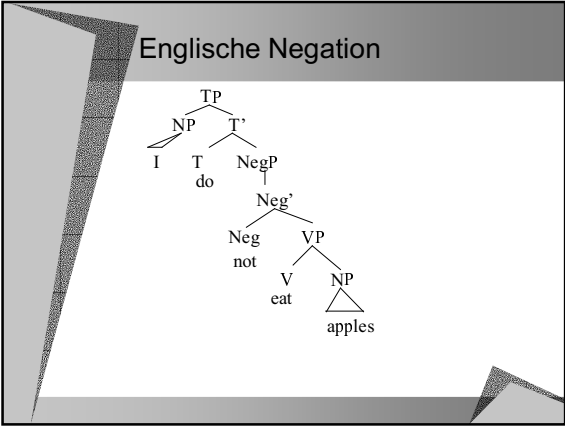 Englische Negation
TP
NP T’
I T NegP
do
Neg’
Neg VP
not
V NP
eat
apples